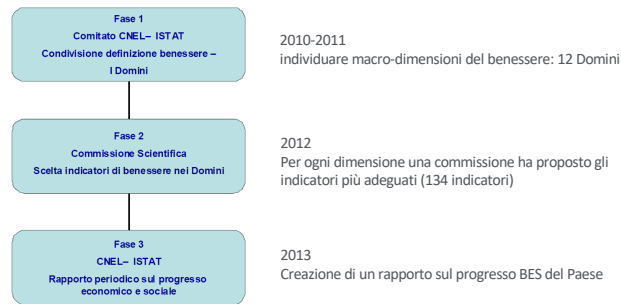 Fase 1
Comitato CNEL– ISTAT
Condivisione definizione benessere –
I Domini
2010-2011
individuare macro-dimensioni del benessere: 12 Domini
Fase 2
Commissione Scientifica
Scelta indicatori di benessere nei Domini
2012
Per ogni dimensione una commissione ha proposto gli
indicatori più adeguati (134 indicatori)
Fase 3
CNEL– ISTAT
Rapporto periodico sul progresso
economico e sociale
2013
Creazione di un rapporto sul progresso BES del Paese